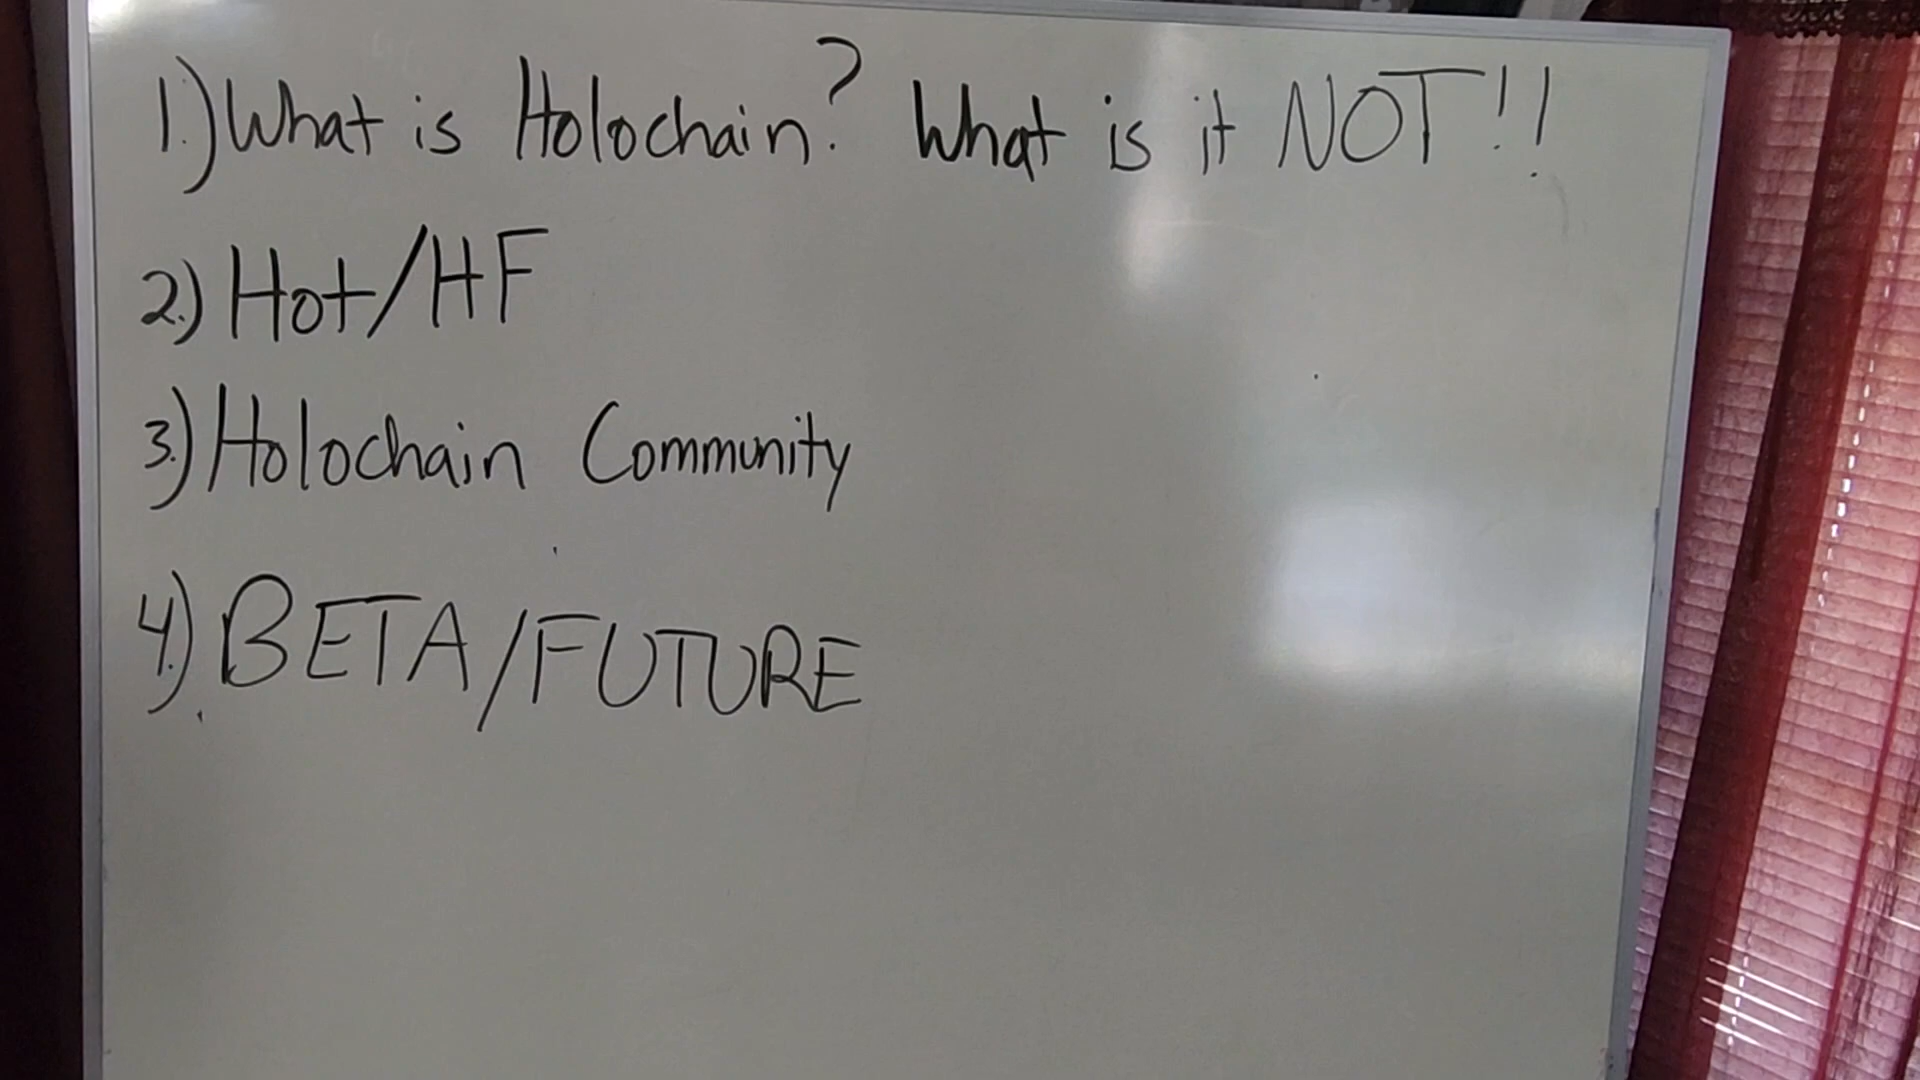 1.) What is Holochain? What is it NOT!!
2.) Hot/HF
3.) Holochain Community
4.) BETA/FUTURE